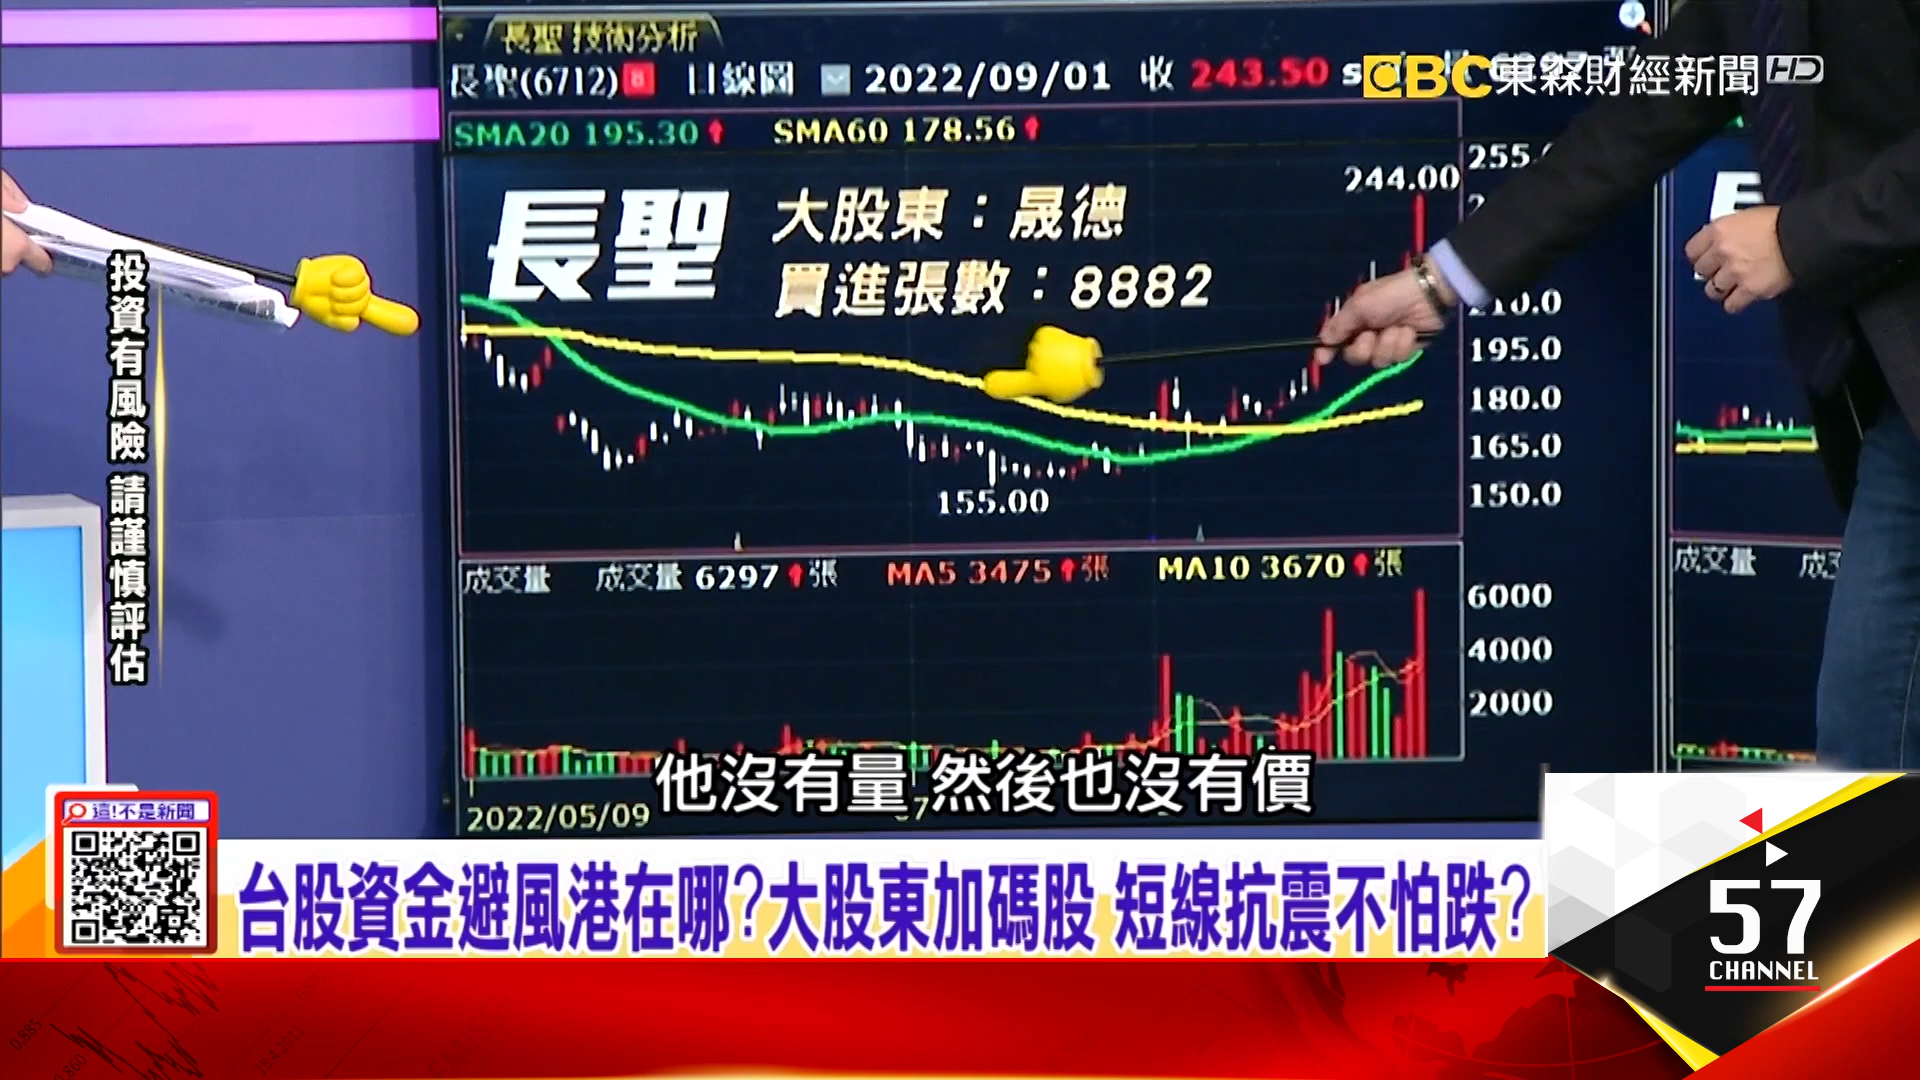 長聖 技術分析
長聖(6712) 日線圖 2022/09/01 收 243.50
EBC 東森財經新聞 HD
SMA20 195.30 SMA60 178.56
244.00
長聖
大股東：晟德
買進張數：8882
210.0
195.0
180.0
165.0
150.0
155.00
投資有風險 請謹慎評估
成交量 成交量 6297 張 MA5 3475 張 MA10 3670 張
成交量
6000
4000
2000
他沒有量 然後也沒有價
2022/05/09
這!不是新聞
台股資金避風港在哪?大股東加碼股 短線抗震不怕跌?
57
CHANNEL